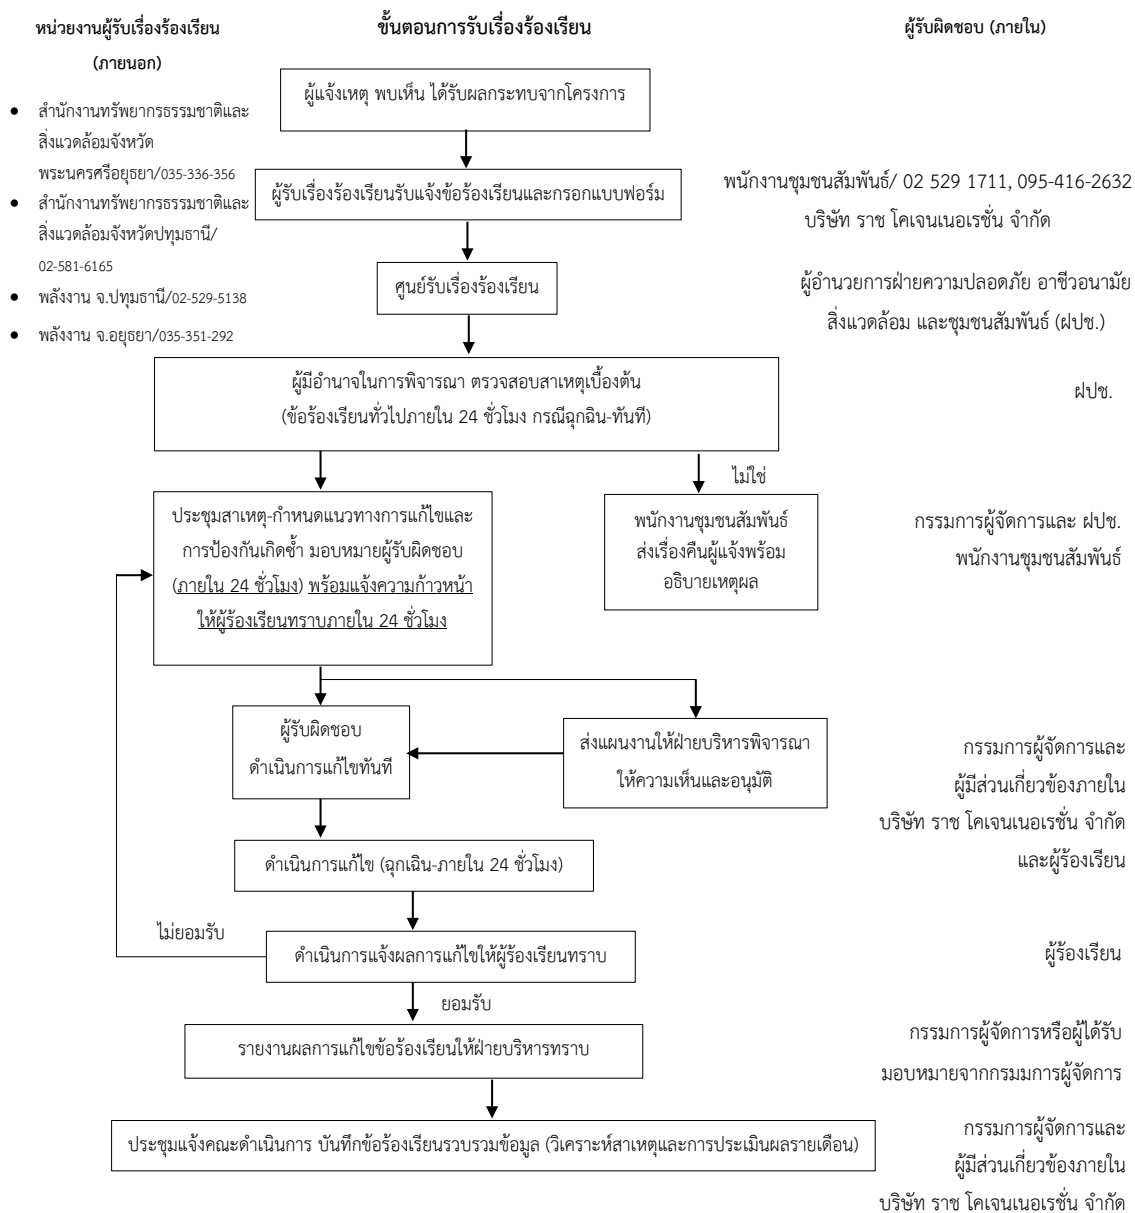 หน่วยงานผู้รับเรื่องร้องเรียน
(ภายนอก)
ขั้นตอนการรับเรื่องร้องเรียน
ผู้รับผิดชอบ (ภายใน)
• สำนักงานทรัพยากรธรรมชาติและ
สิ่งแวดล้อมจังหวัด
พระนครศรีอยุธยา/035-336-356
• สำนักงานทรัพยากรธรรมชาติและ
สิ่งแวดล้อมจังหวัดปทุมธานี/
02-581-6165
• พลังงาน จ.ปทุมธานี/02-529-5138
• พลังงาน จ.อยุธยา/035-351-292
ผู้แจ้งเหตุ พบเห็น ได้รับผลกระทบจากโครงการ
ผู้รับเรื่องร้องเรียนรับแจ้งข้อร้องเรียนและกรอกแบบฟอร์ม
พนักงานชุมชนสัมพันธ์/ 02 529 1711, 095-416-2632
บริษัท ราช โคเจนเนอเรชั่น จำกัด
ศูนย์รับเรื่องร้องเรียน
ผู้อำนวยการฝ่ายความปลอดภัย อาชีวอนามัย
สิ่งแวดล้อม และชุมชนสัมพันธ์ (ฝปช.)
ผู้มีอำนาจในการพิจารณา ตรวจสอบสาเหตุเบื้องต้น
(ข้อร้องเรียนทั่วไปภายใน 24 ชั่วโมง กรณีฉุกฉิน-ทันที)
ฝปช.
ไม่ใช่
ประชุมสาเหตุ-กำหนดแนวทางการแก้ไขและ
การป้องกันเกิดซ้ำ มอบหมายผู้รับผิดชอบ
(ภายใน 24 ชั่วโมง) พร้อมแจ้งความก้าวหน้า
ให้ผู้ร้องเรียนทราบภายใน 24 ชั่วโมง
พนักงานชุมชนสัมพันธ์
ส่งเรื่องคืนผู้แจ้งพร้อม
อธิบายเหตุผล
กรรมการผู้จัดการและ ฝปช.
พนักงานชุมชนสัมพันธ์
ผู้รับผิดชอบ
ดำเนินการแก้ไขทันที
ส่งแผนงานให้ฝ่ายบริหารพิจารณา
ให้ความเห็นและอนุมัติ
กรรมการผู้จัดการและ
ผู้มีส่วนเกี่ยวข้องภายใน
บริษัท ราช โคเจนเนอเรชั่น จำกัด
และผู้ร้องเรียน
ดำเนินการแก้ไข (ฉุกเฉิน-ภายใน 24 ชั่วโมง)
ไม่ยอมรับ
ดำเนินการแจ้งผลการแก้ไขให้ผู้ร้องเรียนทราบ
ผู้ร้องเรียน
ยอมรับ
รายงานผลการแก้ไขข้อร้องเรียนให้ฝ่ายบริหารทราบ
กรรมการผู้จัดการหรือผู้ได้รับ
มอบหมายจากกรมมการผู้จัดการ
ประชุมแจ้งคณะดำเนินการ บันทึกข้อร้องเรียนรวบรวมข้อมูล (วิเคราะห์สาเหตุและการประเมินผลรายเดือน)
กรรมการผู้จัดการและ
ผู้มีส่วนเกี่ยวข้องภายใน
บริษัท ราช โคเจนเนอเรชั่น จำกัด